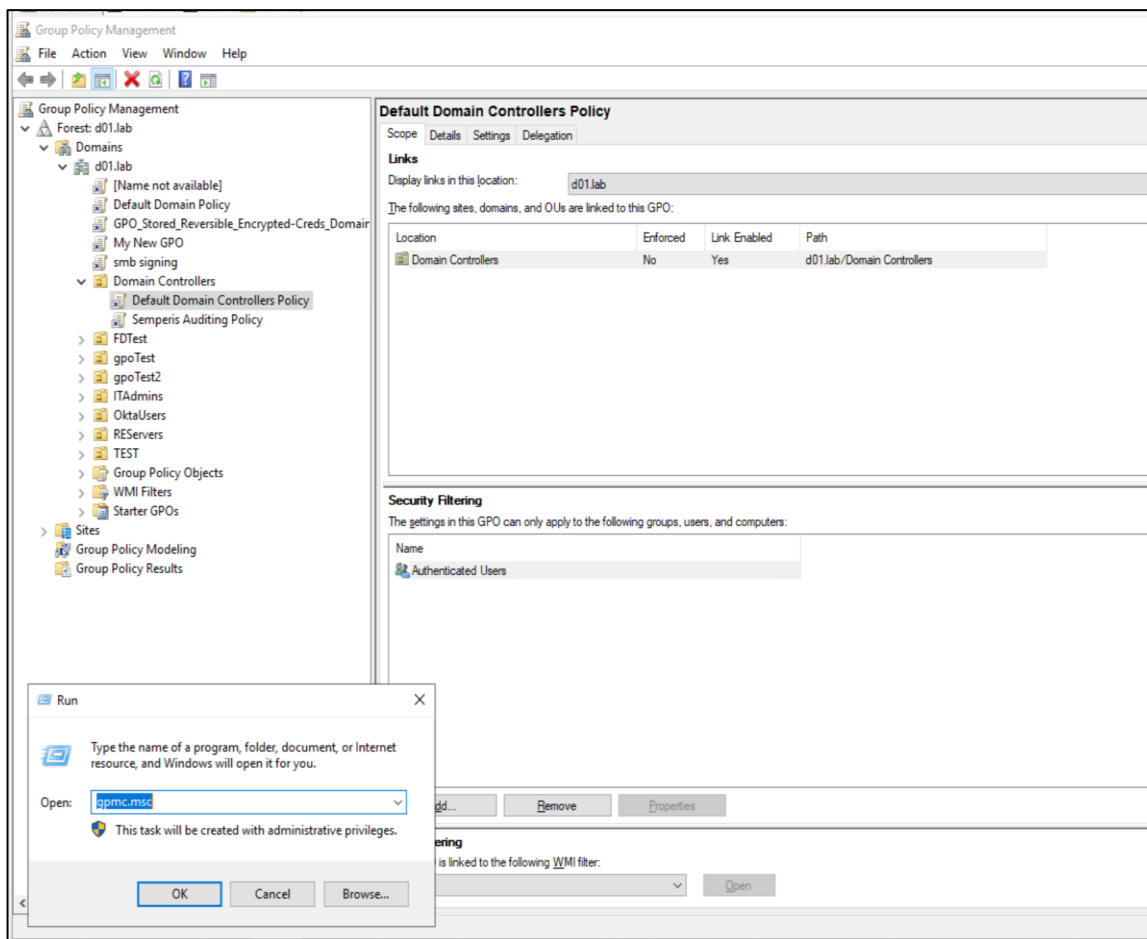 Group Policy Management
File Action View Window Help
Group Policy Management
Forest: d01.lab
Domains
d01.lab
[Name not available]
Default Domain Policy
GPO_Stored_Reversible_Encrypted-Creds_Domain
My New GPO
smb signing
Domain Controllers
Default Domain Controllers Policy
Semperis Auditing Policy
FDTest
gpoTest
gpoTest2
ITAdmins
OktaUsers
REServers
TEST
Group Policy Objects
WMI Filters
Starter GPOs
Sites
Group Policy Modeling
Group Policy Results
Default Domain Controllers Policy
Scope Details Settings Delegation
Links
Display links in this location: d01.lab
The following sites, domains, and OUs are linked to this GPO:
Location Enforced Link Enabled Path
Domain Controllers No Yes d01.lab/Domain Controllers
Security Filtering
The settings in this GPO can only apply to the following groups, users, and computers:
Name
Authenticated Users
dd... Remove Properties
ering
is linked to the following WMI filter:
Open
Run
Type the name of a program, folder, document, or Internet
resource, and Windows will open it for you.
Open: gpmc.msc
This task will be created with administrative privileges.
OK Cancel Browse...